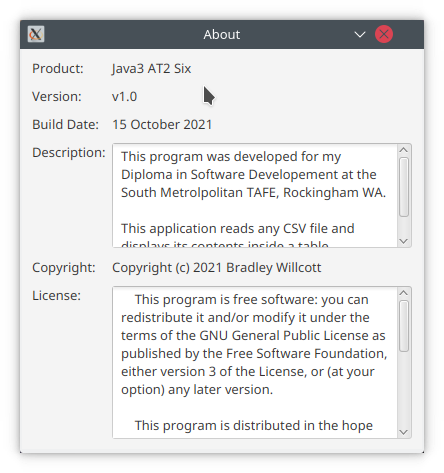 About
Product: Java3 AT2 Six
Version: v1.0
Build Date: 15 October 2021
Description: This program was developed for my
Diploma in Software Developement at the
South Metrolpolitan TAFE, Rockingham WA.
This application reads any CSV file and
displays its contents inside a table
Copyright: Copyright (c) 2021 Bradley Willcott
License: This program is free software: you can
redistribute it and/or modify it under the
terms of the GNU General Public License as
published by the Free Software Foundation,
either version 3 of the License, or (at your
option) any later version.
This program is distributed in the hope